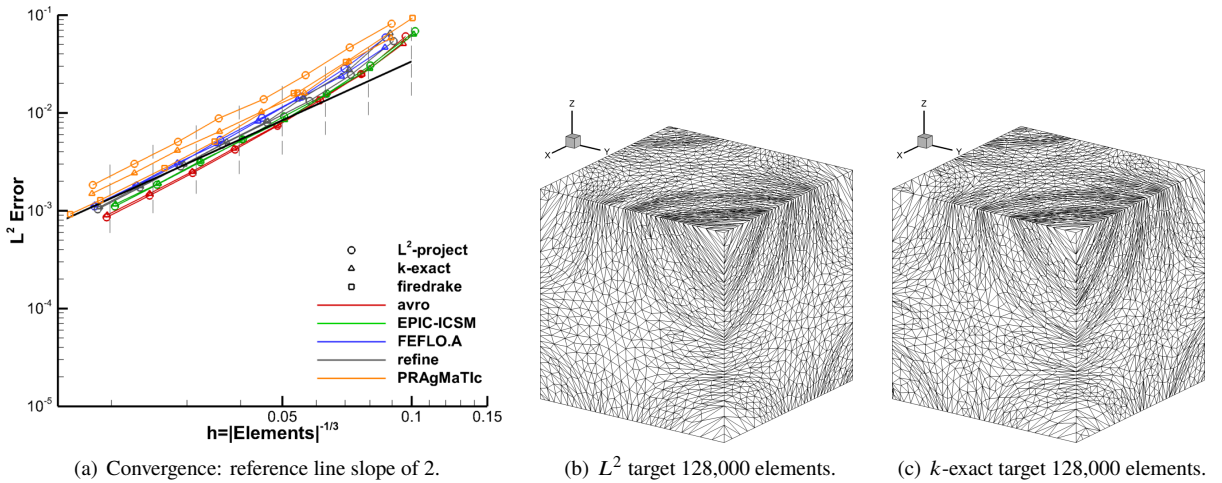 10⁻¹
10⁻²
10⁻³
10⁻⁴
10⁻⁵
L² Error
L²-project
k-exact
firedrake
avro
EPIC-ICSM
FEFLO.A
refine
PRAgMaTIc
0.05
0.1
0.15
h=|Elements|⁻¹/³
(a) Convergence: reference line slope of 2.
Z
X
Y
(b) L² target 128,000 elements.
Z
X
Y
(c) k-exact target 128,000 elements.